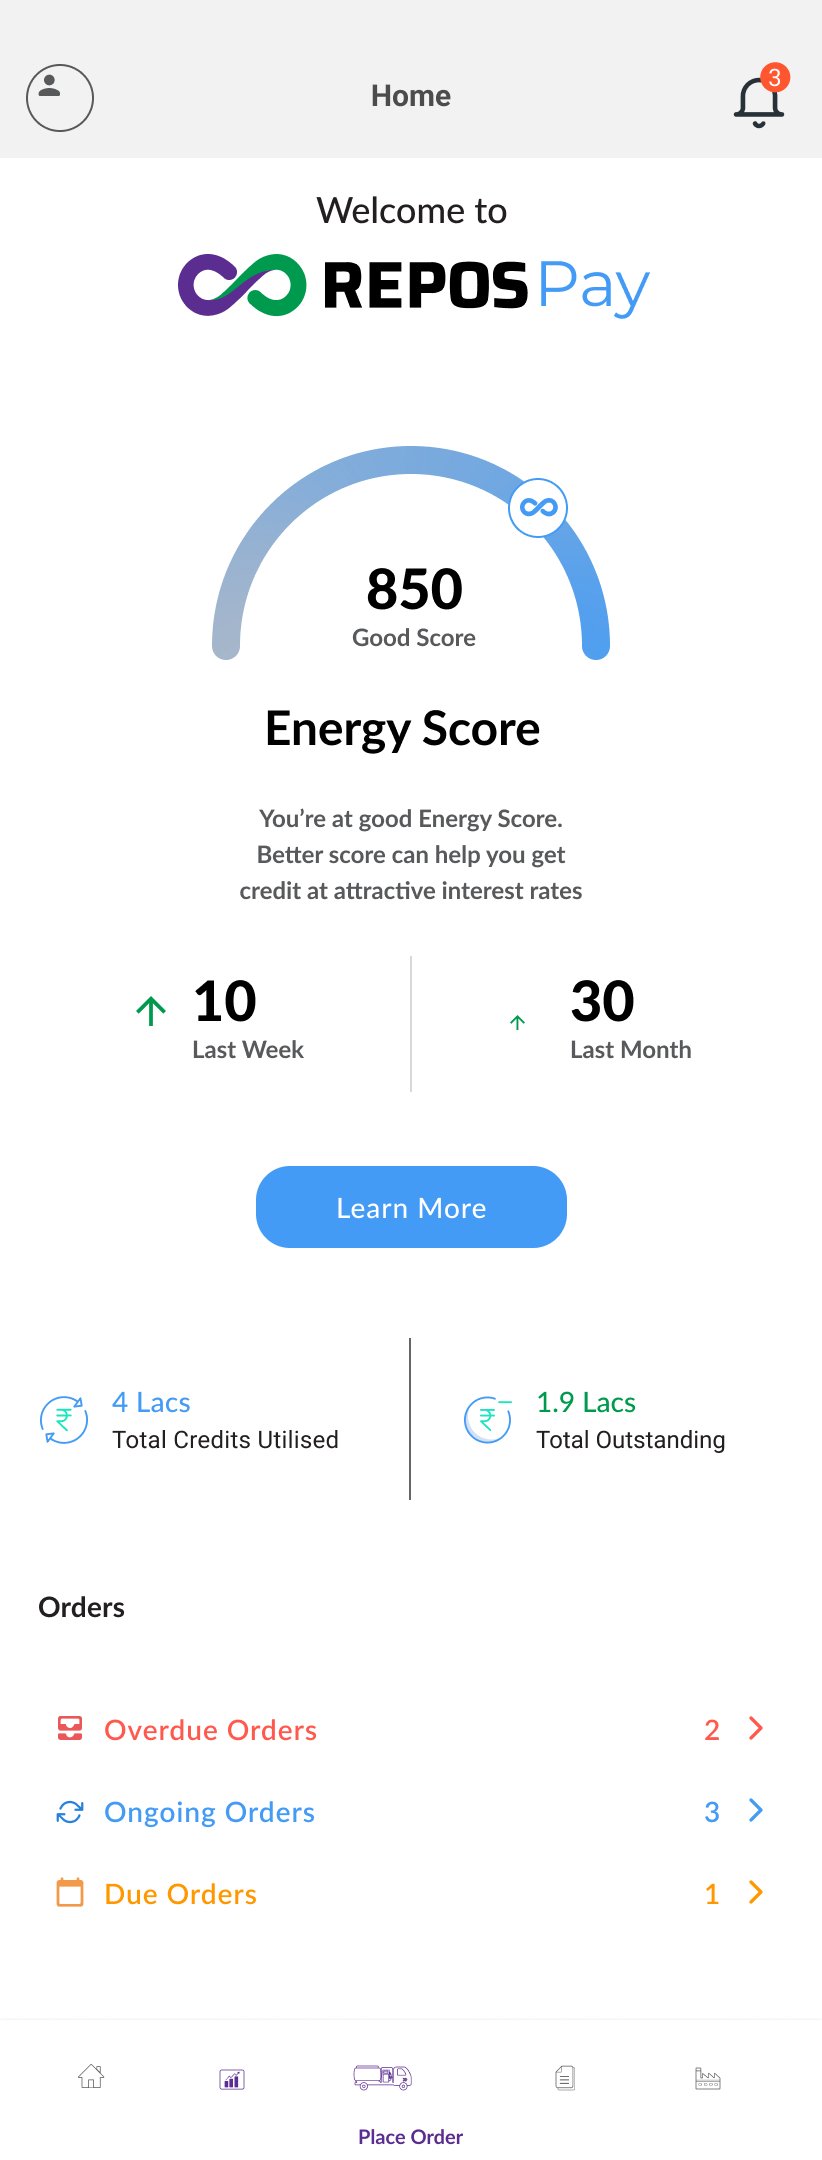 Home
3
Welcome to
REPOS Pay
850
Good Score
Energy Score
You’re at good Energy Score.
Better score can help you get
credit at attractive interest rates
10
Last Week
30
Last Month
Learn More
₹
4 Lacs
Total Credits Utilised
₹
1.9 Lacs
Total Outstanding
Orders
Overdue Orders 2
Ongoing Orders 3
Due Orders 1
Place Order